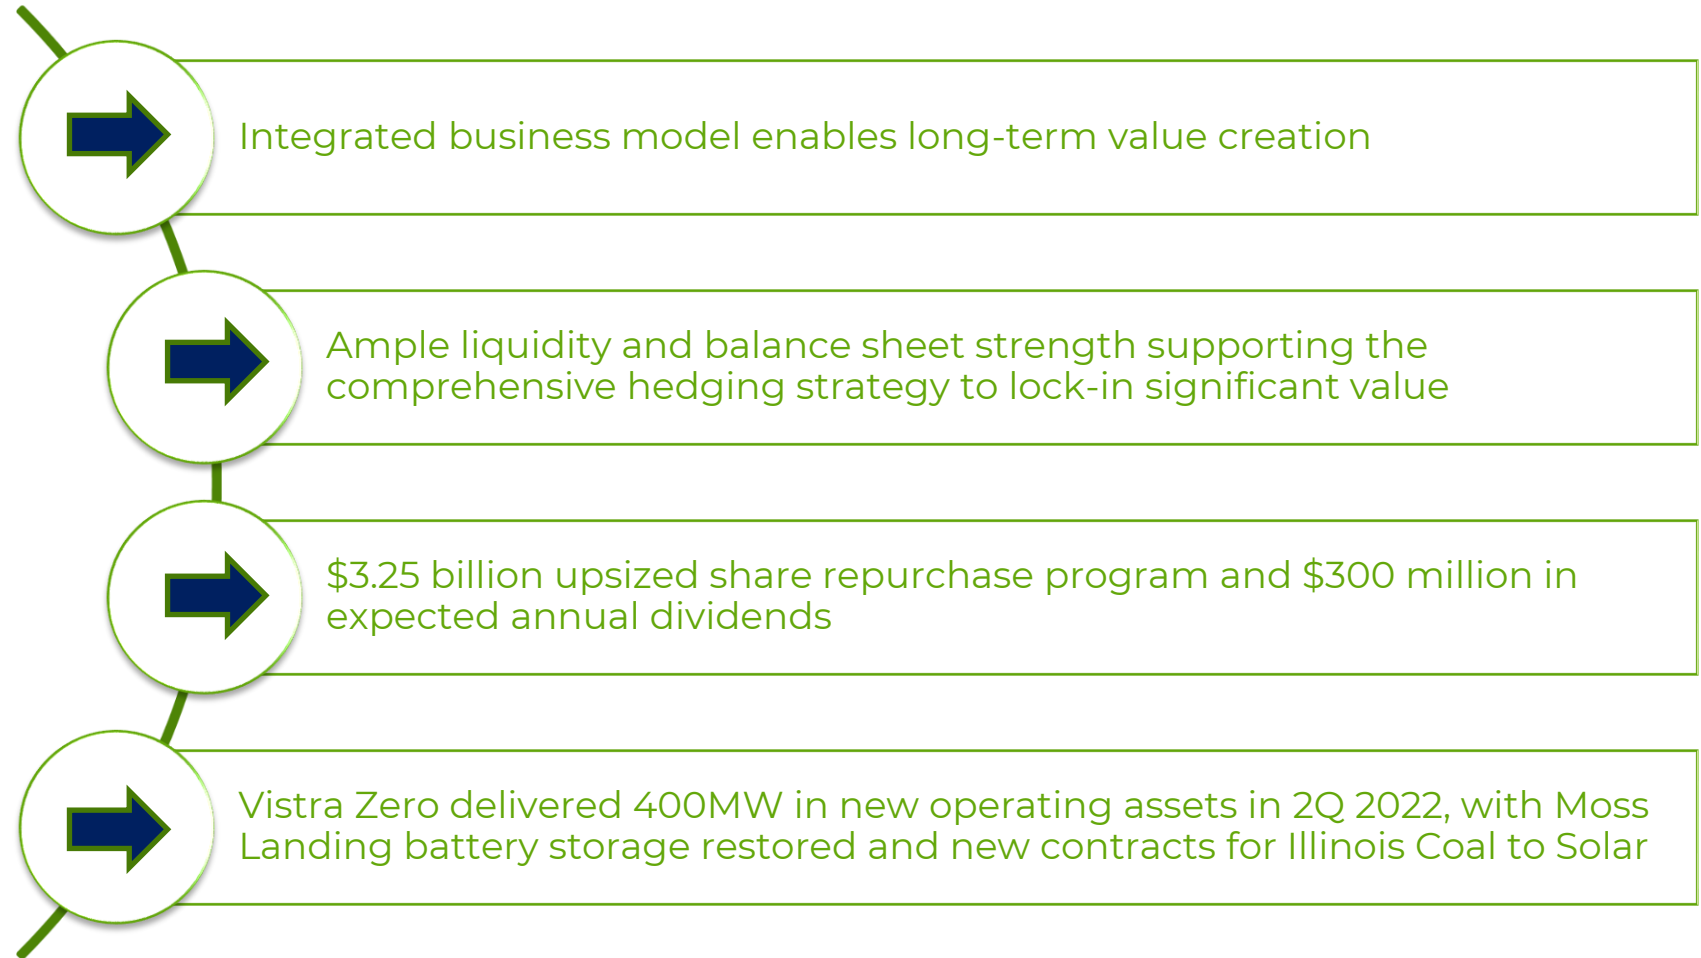 Integrated business model enables long-term value creation
Ample liquidity and balance sheet strength supporting the
comprehensive hedging strategy to lock-in significant value
$3.25 billion upsized share repurchase program and $300 million in
expected annual dividends
Vistra Zero delivered 400MW in new operating assets in 2Q 2022, with Moss
Landing battery storage restored and new contracts for Illinois Coal to Solar